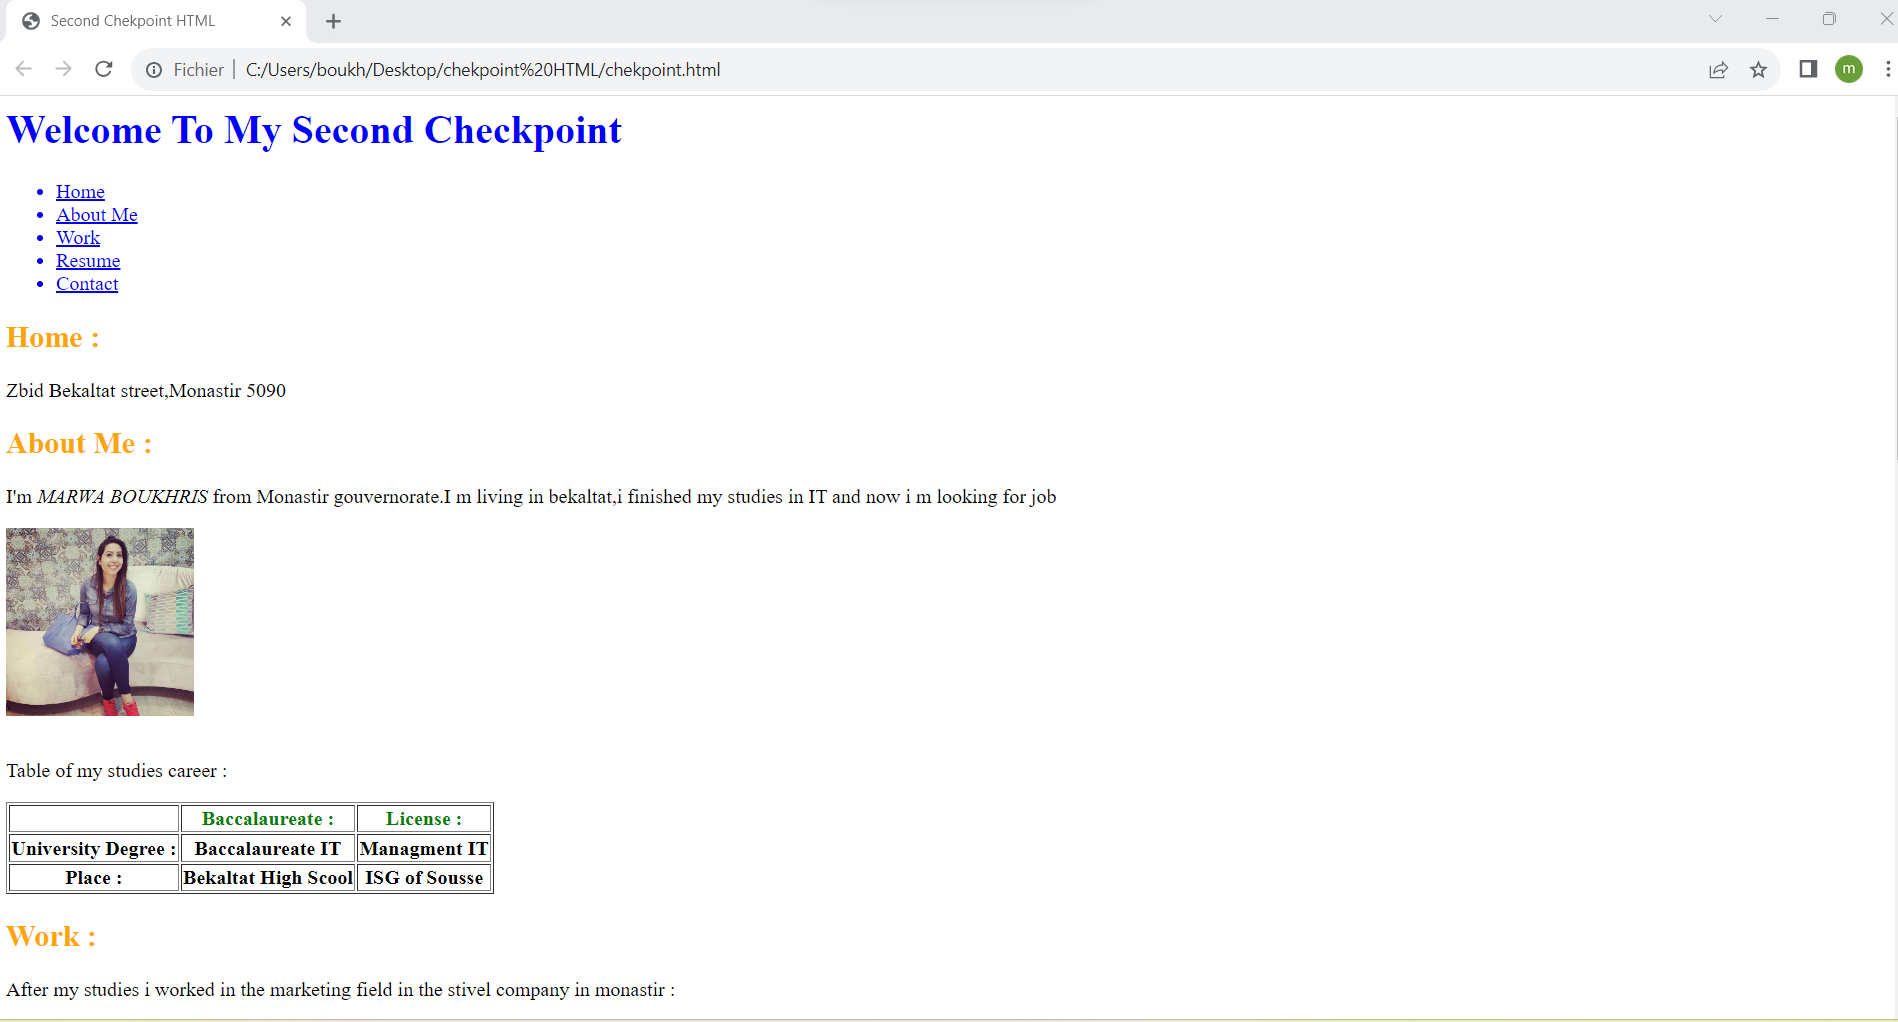 Second Chekpoint HTML
Fichier | C:/Users/boukh/Desktop/chekpoint%20HTML/chekpoint.html
m
Welcome To My Second Checkpoint
Home
About Me
Work
Resume
Contact
Home :
Zbid Bekaltat street,Monastir 5090
About Me :
I'm MARWA BOUKHRIS from Monastir gouvernorate.I m living in bekaltat,i finished my studies in IT and now i m looking for job
Table of my studies career :
Baccalaureate : License :
University Degree : Baccalaureate IT Managment IT
Place : Bekaltat High Scool ISG of Sousse
Work :
After my studies i worked in the marketing field in the stivel company in monastir :